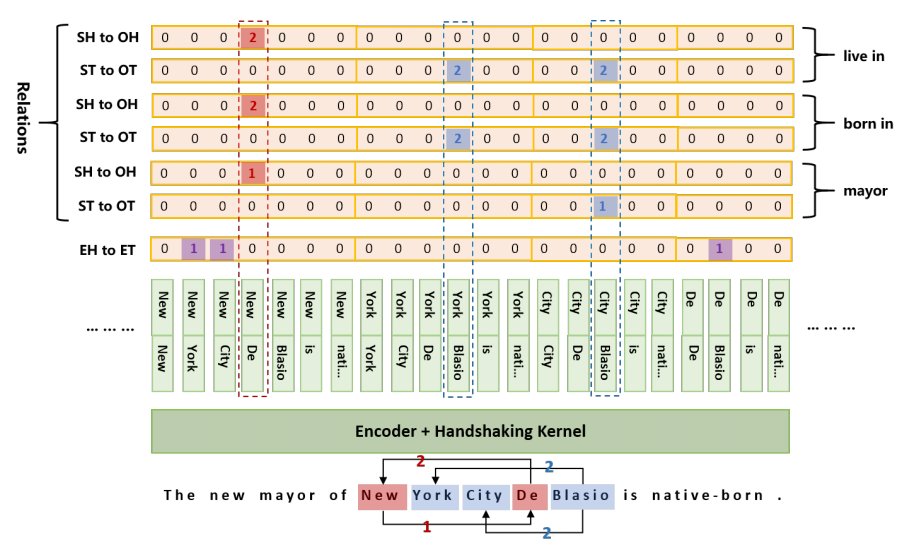 SH to OH 0 0 0 2 0 0 0 0 0 0 0 0 0 0 0 0 0 0 0 0 0 0
ST to OT 0 0 0 0 0 0 0 0 0 0 2 0 0 0 0 2 0 0 0 0 0 0
live in
SH to OH 0 0 0 2 0 0 0 0 0 0 0 0 0 0 0 0 0 0 0 0 0 0
ST to OT 0 0 0 0 0 0 0 0 0 0 2 0 0 0 0 2 0 0 0 0 0 0
born in
SH to OH 0 0 0 1 0 0 0 0 0 0 0 0 0 0 0 0 0 0 0 0 0 0
ST to OT 0 0 0 0 0 0 0 0 0 0 0 0 0 0 0 1 0 0 0 0 0 0
mayor
Relations
EH to ET 0 1 1 0 0 0 0 0 0 0 0 0 0 0 0 0 0 0 0 1 0 0
... ... ...
New New New New New New New York York York York York York City City City City City De De De De
New York City De Blasio is nati... York City De Blasio is nati... City De Blasio is nati... De Blasio is nati...
... ... ...
Encoder + Handshaking Kernel
2 2
The new mayor of New York City De Blasio is native-born .
1 2